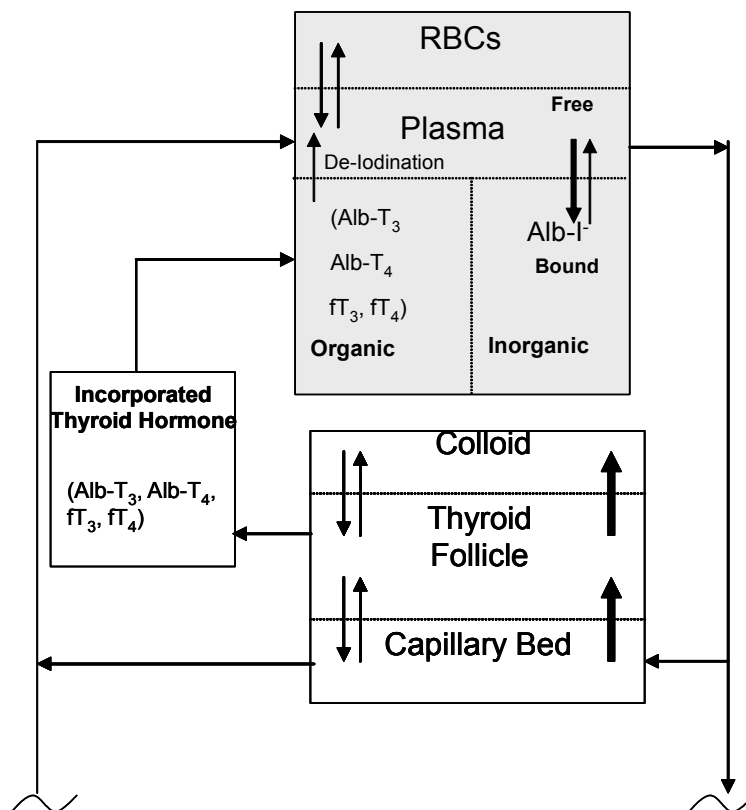 RBCs
Free
Plasma
De-Iodination
(Alb-T₃
Alb-T₄
fT₃, fT₄)
Organic
Alb-I⁻
Bound
Inorganic
Incorporated
Thyroid Hormone
(Alb-T₃, Alb-T₄,
fT₃, fT₄)
Colloid
Thyroid
Follicle
Capillary Bed